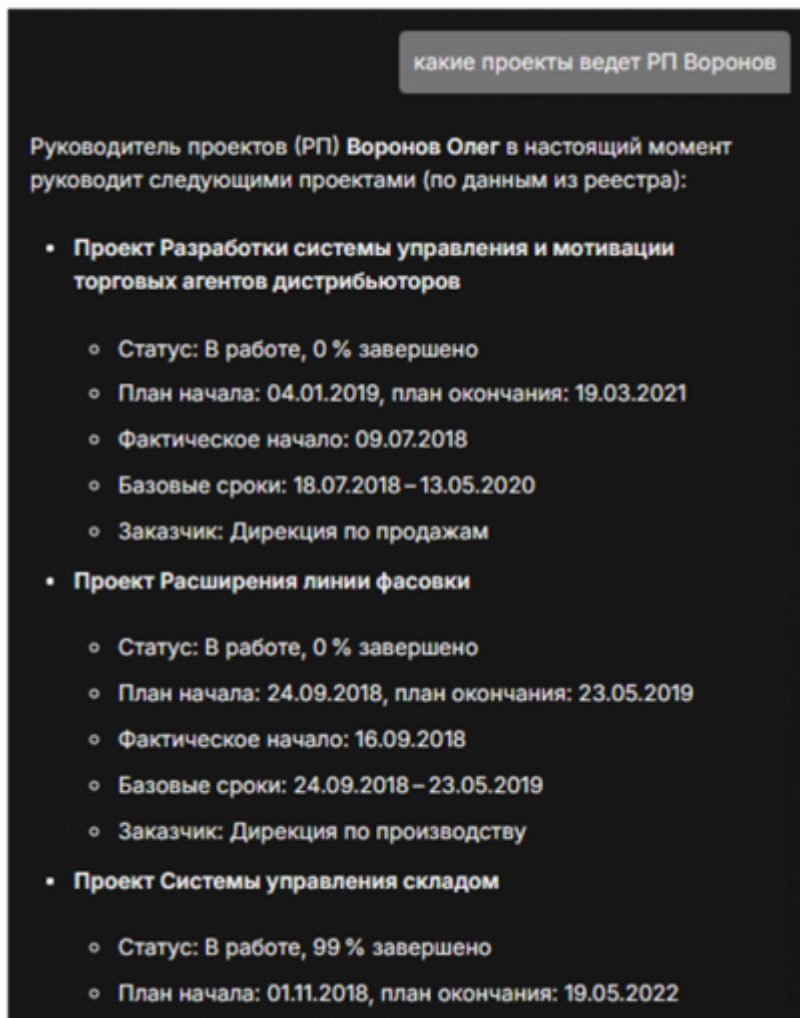 какие проекты ведет РП Воронов
Руководитель проектов (РП) Воронов Олег в настоящий момент
руководит следующими проектами (по данным из реестра):
• Проект Разработки системы управления и мотивации
торговых агентов дистрибьюторов
◦ Статус: В работе, 0 % завершено
◦ План начала: 04.01.2019, план окончания: 19.03.2021
◦ Фактическое начало: 09.07.2018
◦ Базовые сроки: 18.07.2018 – 13.05.2020
◦ Заказчик: Дирекция по продажам
• Проект Расширения линии фасовки
◦ Статус: В работе, 0 % завершено
◦ План начала: 24.09.2018, план окончания: 23.05.2019
◦ Фактическое начало: 16.09.2018
◦ Базовые сроки: 24.09.2018 – 23.05.2019
◦ Заказчик: Дирекция по производству
• Проект Системы управления складом
◦ Статус: В работе, 99 % завершено
◦ План начала: 01.11.2018, план окончания: 19.05.2022